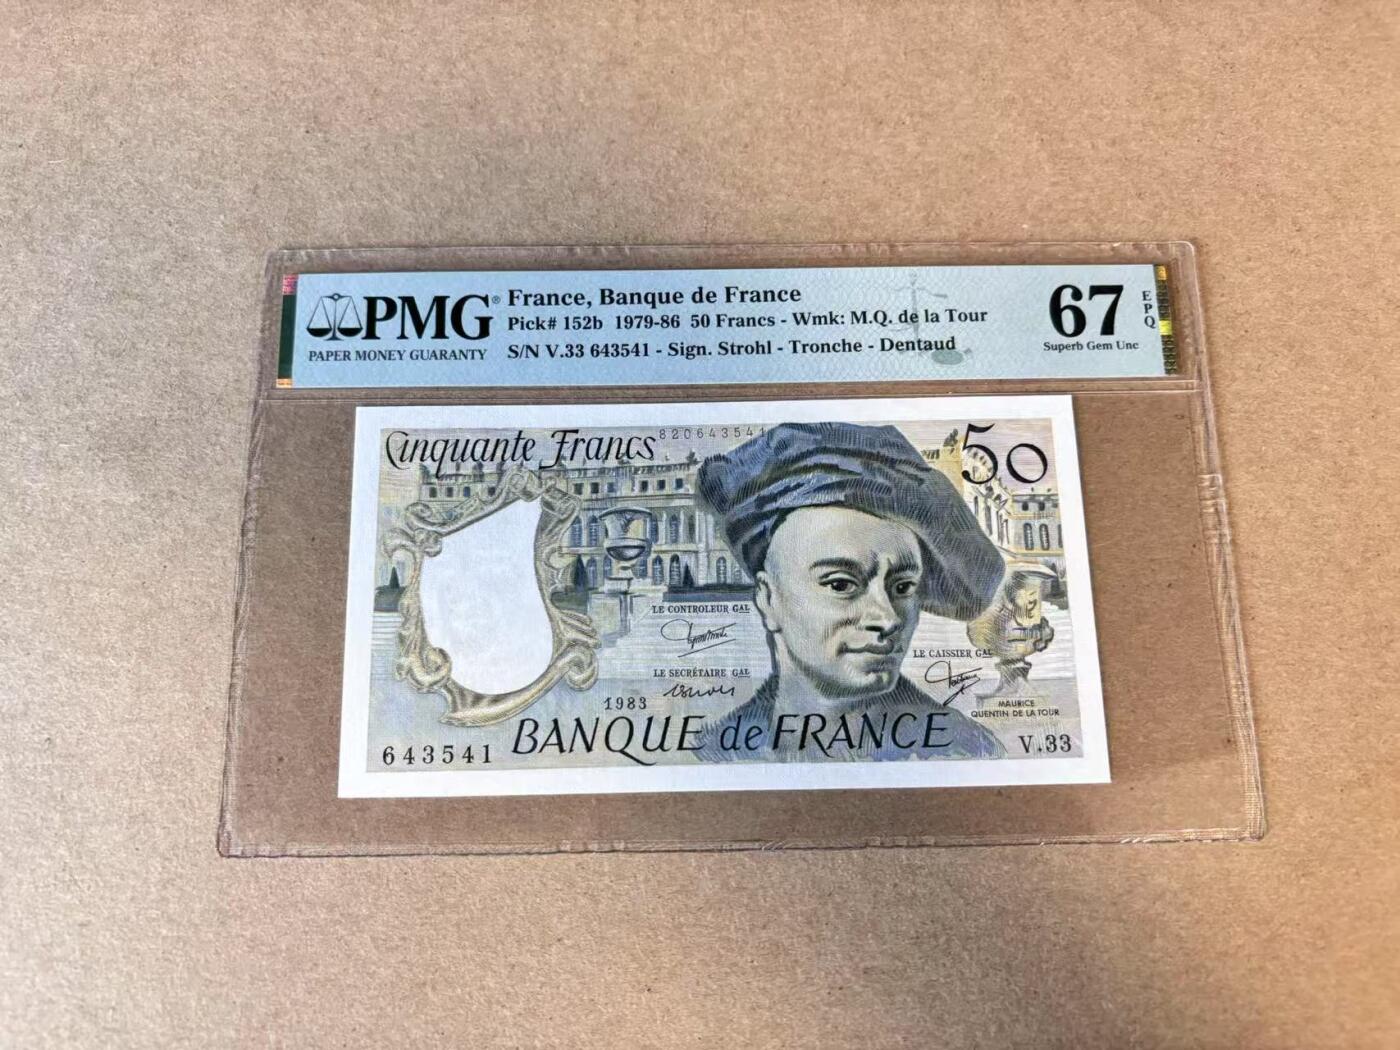 PMG®
PAPER MONEY GUARANTY
France, Banque de France
Pick# 152b 1979-86 50 Francs - Wmk: M.Q. de la Tour
S/N V.33 643541 - Sign. Strohl - Tronche - Dentaud
67
EPQ
Superb Gem Unc
Cinquante Francs
820643541
50
LE CONTROLEUR GAL
LE SECRÉTAIRE GAL
LE CAISSIER GAL
1983
MAURICE
QUENTIN DE LA TOUR
643541
BANQUE de FRANCE
V.33